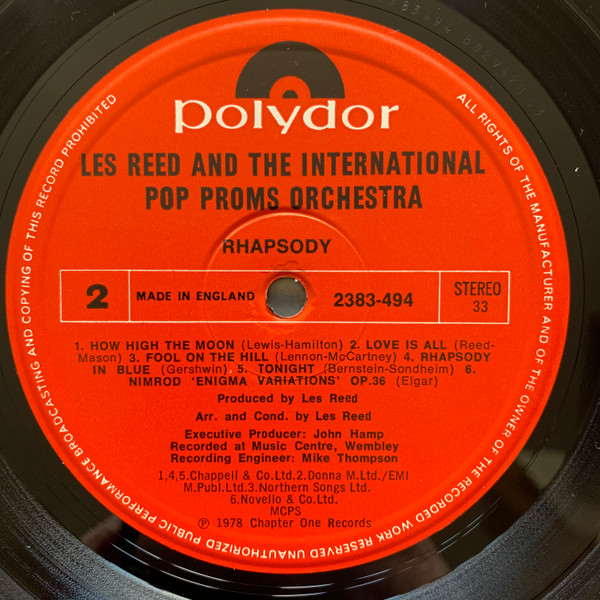 polydor
LES REED AND THE INTERNATIONAL
POP PROMS ORCHESTRA
RHAPSODY
2 MADE IN ENGLAND 2383-494 STEREO
33
1. HOW HIGH THE MOON (Lewis-Hamilton) 2. LOVE IS ALL (Reed-
Mason) 3. FOOL ON THE HILL (Lennon-McCartney) 4. RHAPSODY
IN BLUE (Gershwin) 5. TONIGHT (Bernstein-Sondheim) 6.
NIMROD 'ENIGMA VARIATIONS' OP.36 (Elgar)
Produced by Les Reed
Arr. and Cond. by Les Reed
Executive Producer: John Hamp
Recorded at Music Centre, Wembley
Recording Engineer: Mike Thompson
1,4,5.Chappell & Co.Ltd.2.Donna M.Ltd./EMI
M.Publ.Ltd.3.Northern Songs Ltd.
6.Novello & Co.Ltd.
MCPS
℗ 1978 Chapter One Records
ALL RIGHTS OF THE MANUFACTURER AND OF THE OWNER OF THE RECORDED WORK RESERVED UNAUTHORIZED PUBLIC PERFORMANCE BROADCASTING AND COPYING OF THIS RECORD PROHIBITED